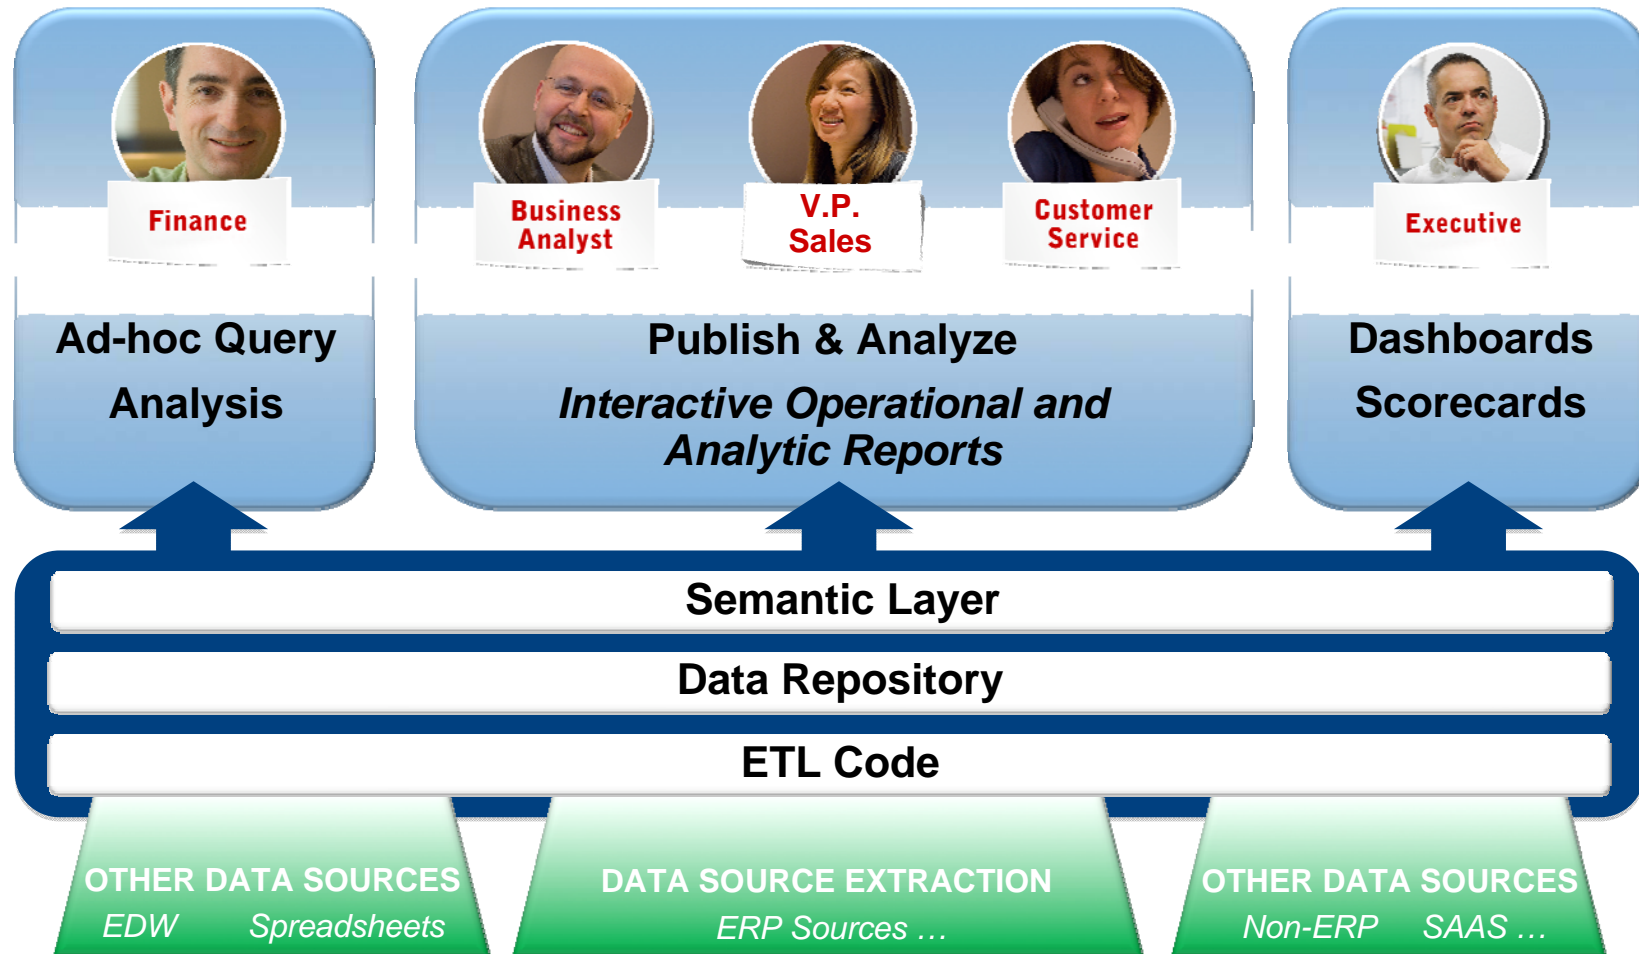 Finance
Business
Analyst
V.P.
Sales
Customer
Service
Executive
Ad-hoc Query
Analysis
Publish & Analyze
Interactive Operational and
Analytic Reports
Dashboards
Scorecards
Semantic Layer
Data Repository
ETL Code
OTHER DATA SOURCES
EDW Spreadsheets
DATA SOURCE EXTRACTION
ERP Sources …
OTHER DATA SOURCES
Non-ERP SAAS …